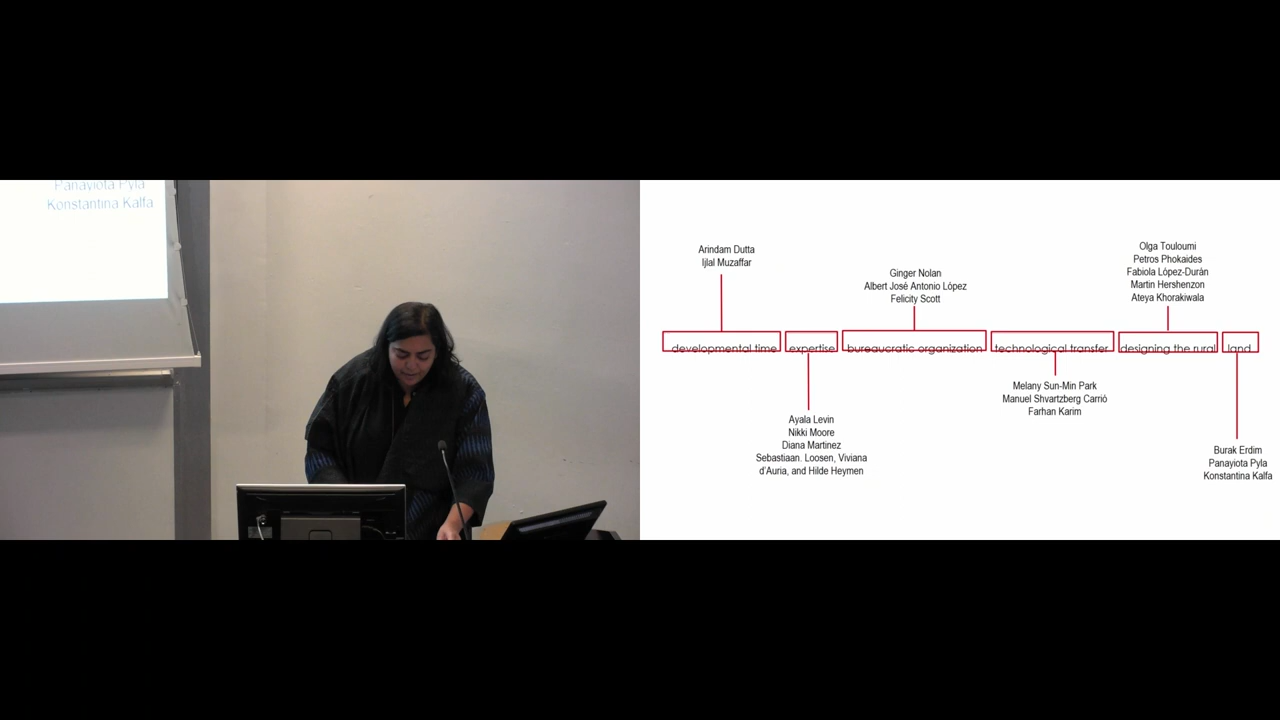 Panayiota Pyla
Konstantina Kalfa
Arindam Dutta
Ijlal Muzaffar
Ginger Nolan
Albert José Antonio López
Felicity Scott
Olga Touloumi
Petros Phokaides
Fabiola López-Durán
Martin Hershenzon
Ateya Khorakiwala
developmental time
expertise
bureaucratic organization
technological transfer
designing the rural
land
Ayala Levin
Nikki Moore
Diana Martinez
Sebastiaan. Loosen, Viviana
d'Auria, and Hilde Heymen
Melany Sun-Min Park
Manuel Shvartzberg Carrió
Farhan Karim
Burak Erdim
Panayiota Pyla
Konstantina Kalfa